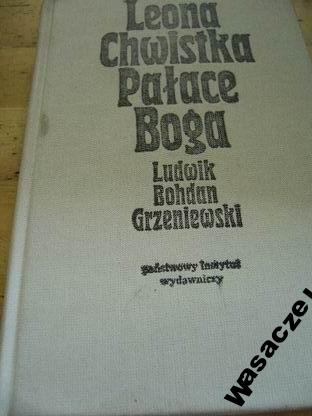 Leona
Chwistka
Pałace
Boga
Ludwik
Bohdan
Grzeniewski
państwowy instytut
wydawniczy